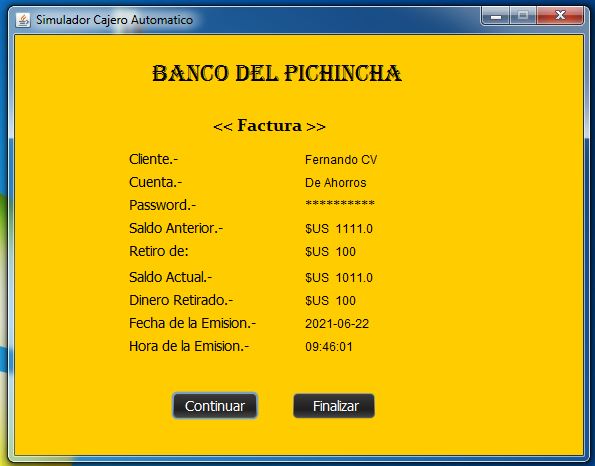 Simulador Cajero Automatico
BANCO DEL PICHINCHA
<< Factura >>
Cliente.- Fernando CV
Cuenta.- De Ahorros
Password.- **********
Saldo Anterior.- $US 1111.0
Retiro de: $US 100
Saldo Actual.- $US 1011.0
Dinero Retirado.- $US 100
Fecha de la Emision.- 2021-06-22
Hora de la Emision.- 09:46:01
Continuar Finalizar